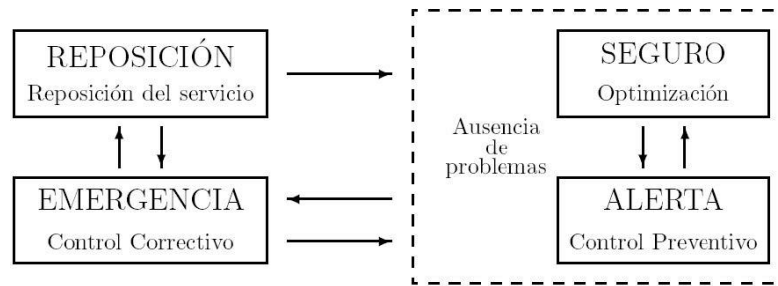 REPOSICIÓN
Reposición del servicio
SEGURO
Optimización
Ausencia
de
problemas
EMERGENCIA
Control Correctivo
ALERTA
Control Preventivo